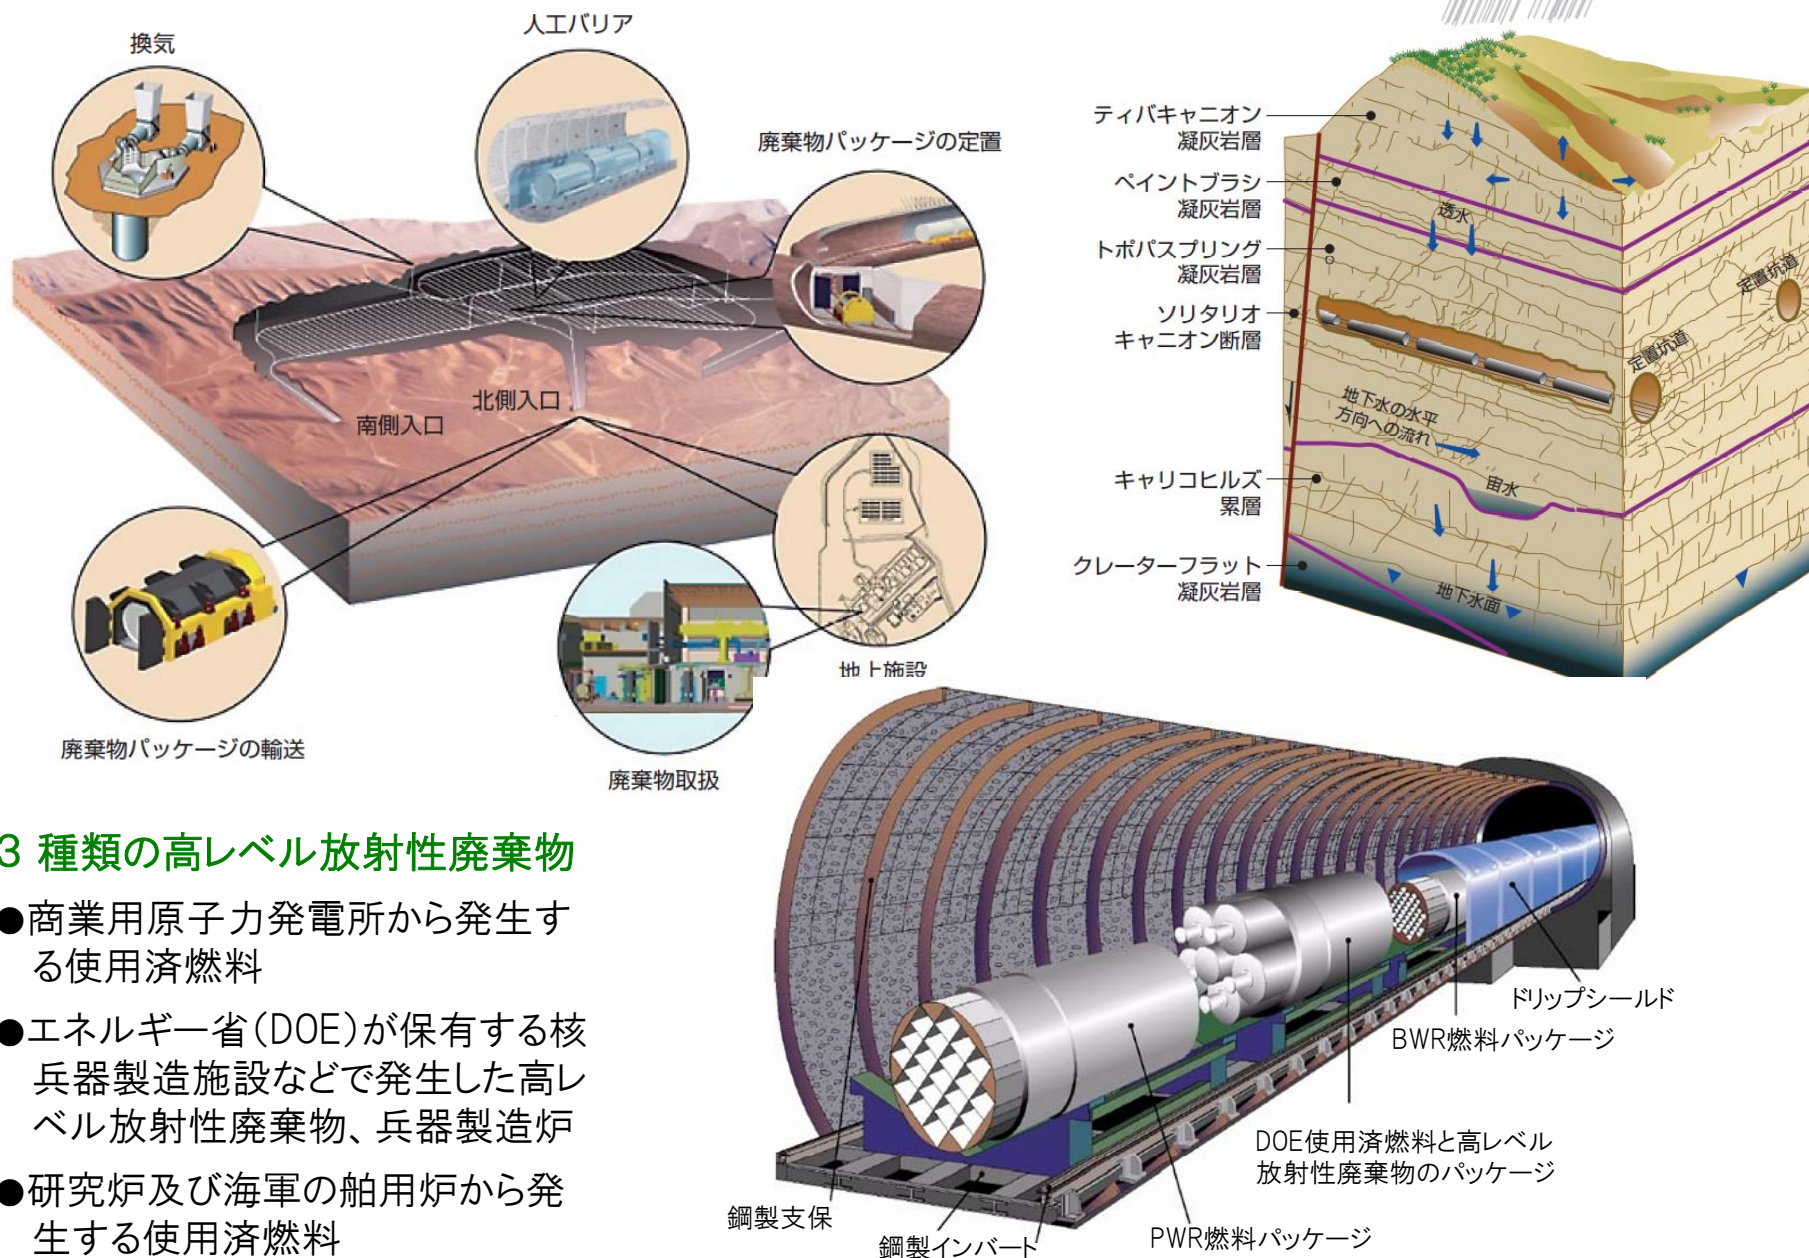 換気
人工バリア
廃棄物パッケージの定置
北側入口
南側入口
廃棄物パッケージの輸送
廃棄物取扱
地上施設
ティバキャニオン
凝灰岩層
ペイントブラシ
凝灰岩層
トポパスプリング
凝灰岩層
ソリタリオ
キャニオン断層
キャリコヒルズ
累層
クレーターフラット
凝灰岩層
透水
定置坑道
定置坑道
地下水の水平
方向への流れ
宙水
地下水面
3 種類の高レベル放射性廃棄物
●商業用原子力発電所から発生す
る使用済燃料
●エネルギー省(DOE)が保有する核
兵器製造施設などで発生した高レ
ベル放射性廃棄物、兵器製造炉
●研究炉及び海軍の舶用炉から発
生する使用済燃料
ドリップシールド
BWR燃料パッケージ
DOE使用済燃料と高レベル
放射性廃棄物のパッケージ
PWR燃料パッケージ
鋼製支保
鋼製インバート